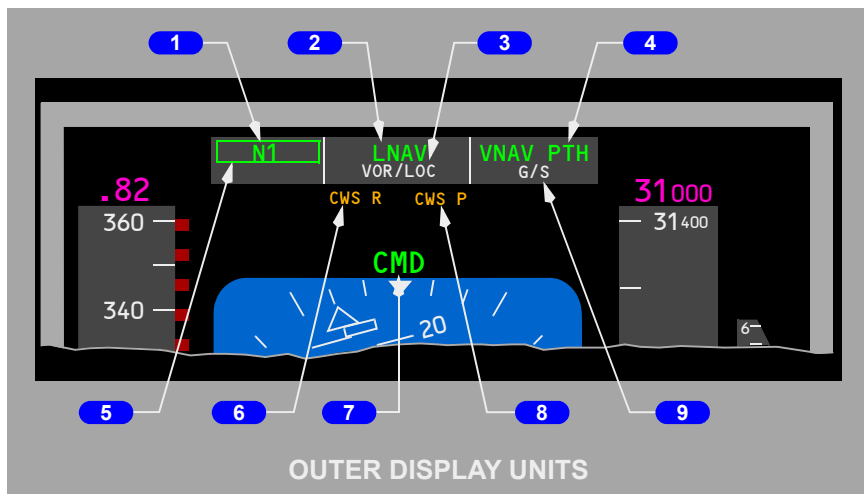 1 2 3 4
N1 LNAV VNAV PTH
VOR/LOC G/S
.82 31000
CWS R CWS P
360 31400
CMD
340 20 6
5 6 7 8 9
OUTER DISPLAY UNITS